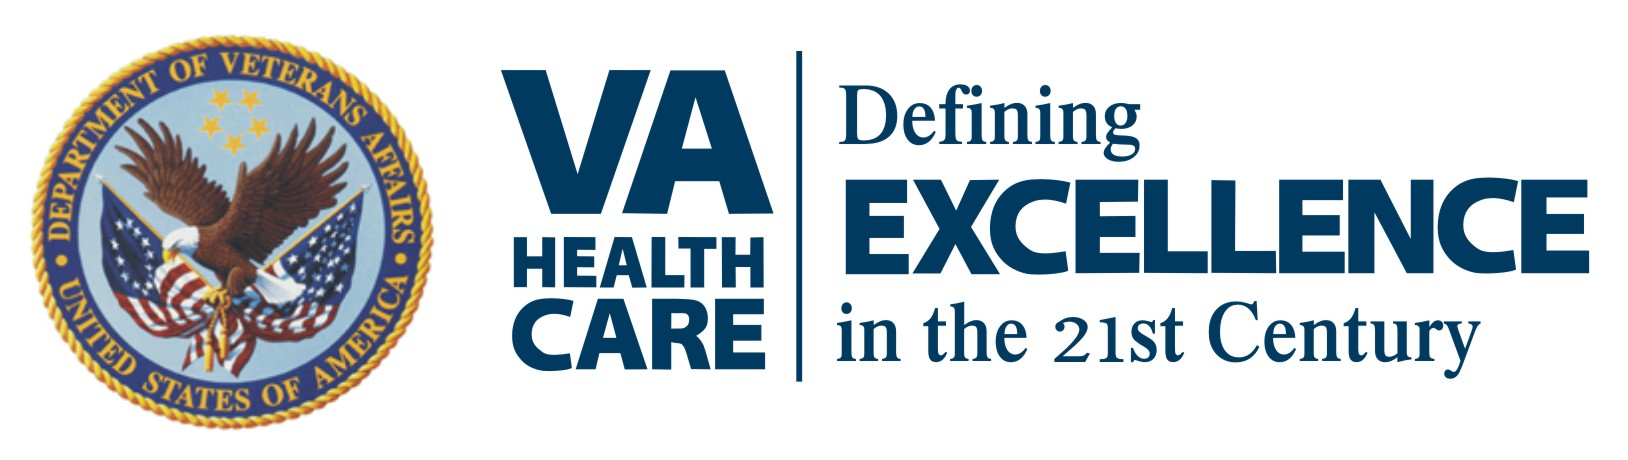 DEPARTMENT OF VETERANS AFFAIRS
UNITED STATES OF AMERICA
VA
HEALTH
CARE
Defining
EXCELLENCE
in the 21st Century